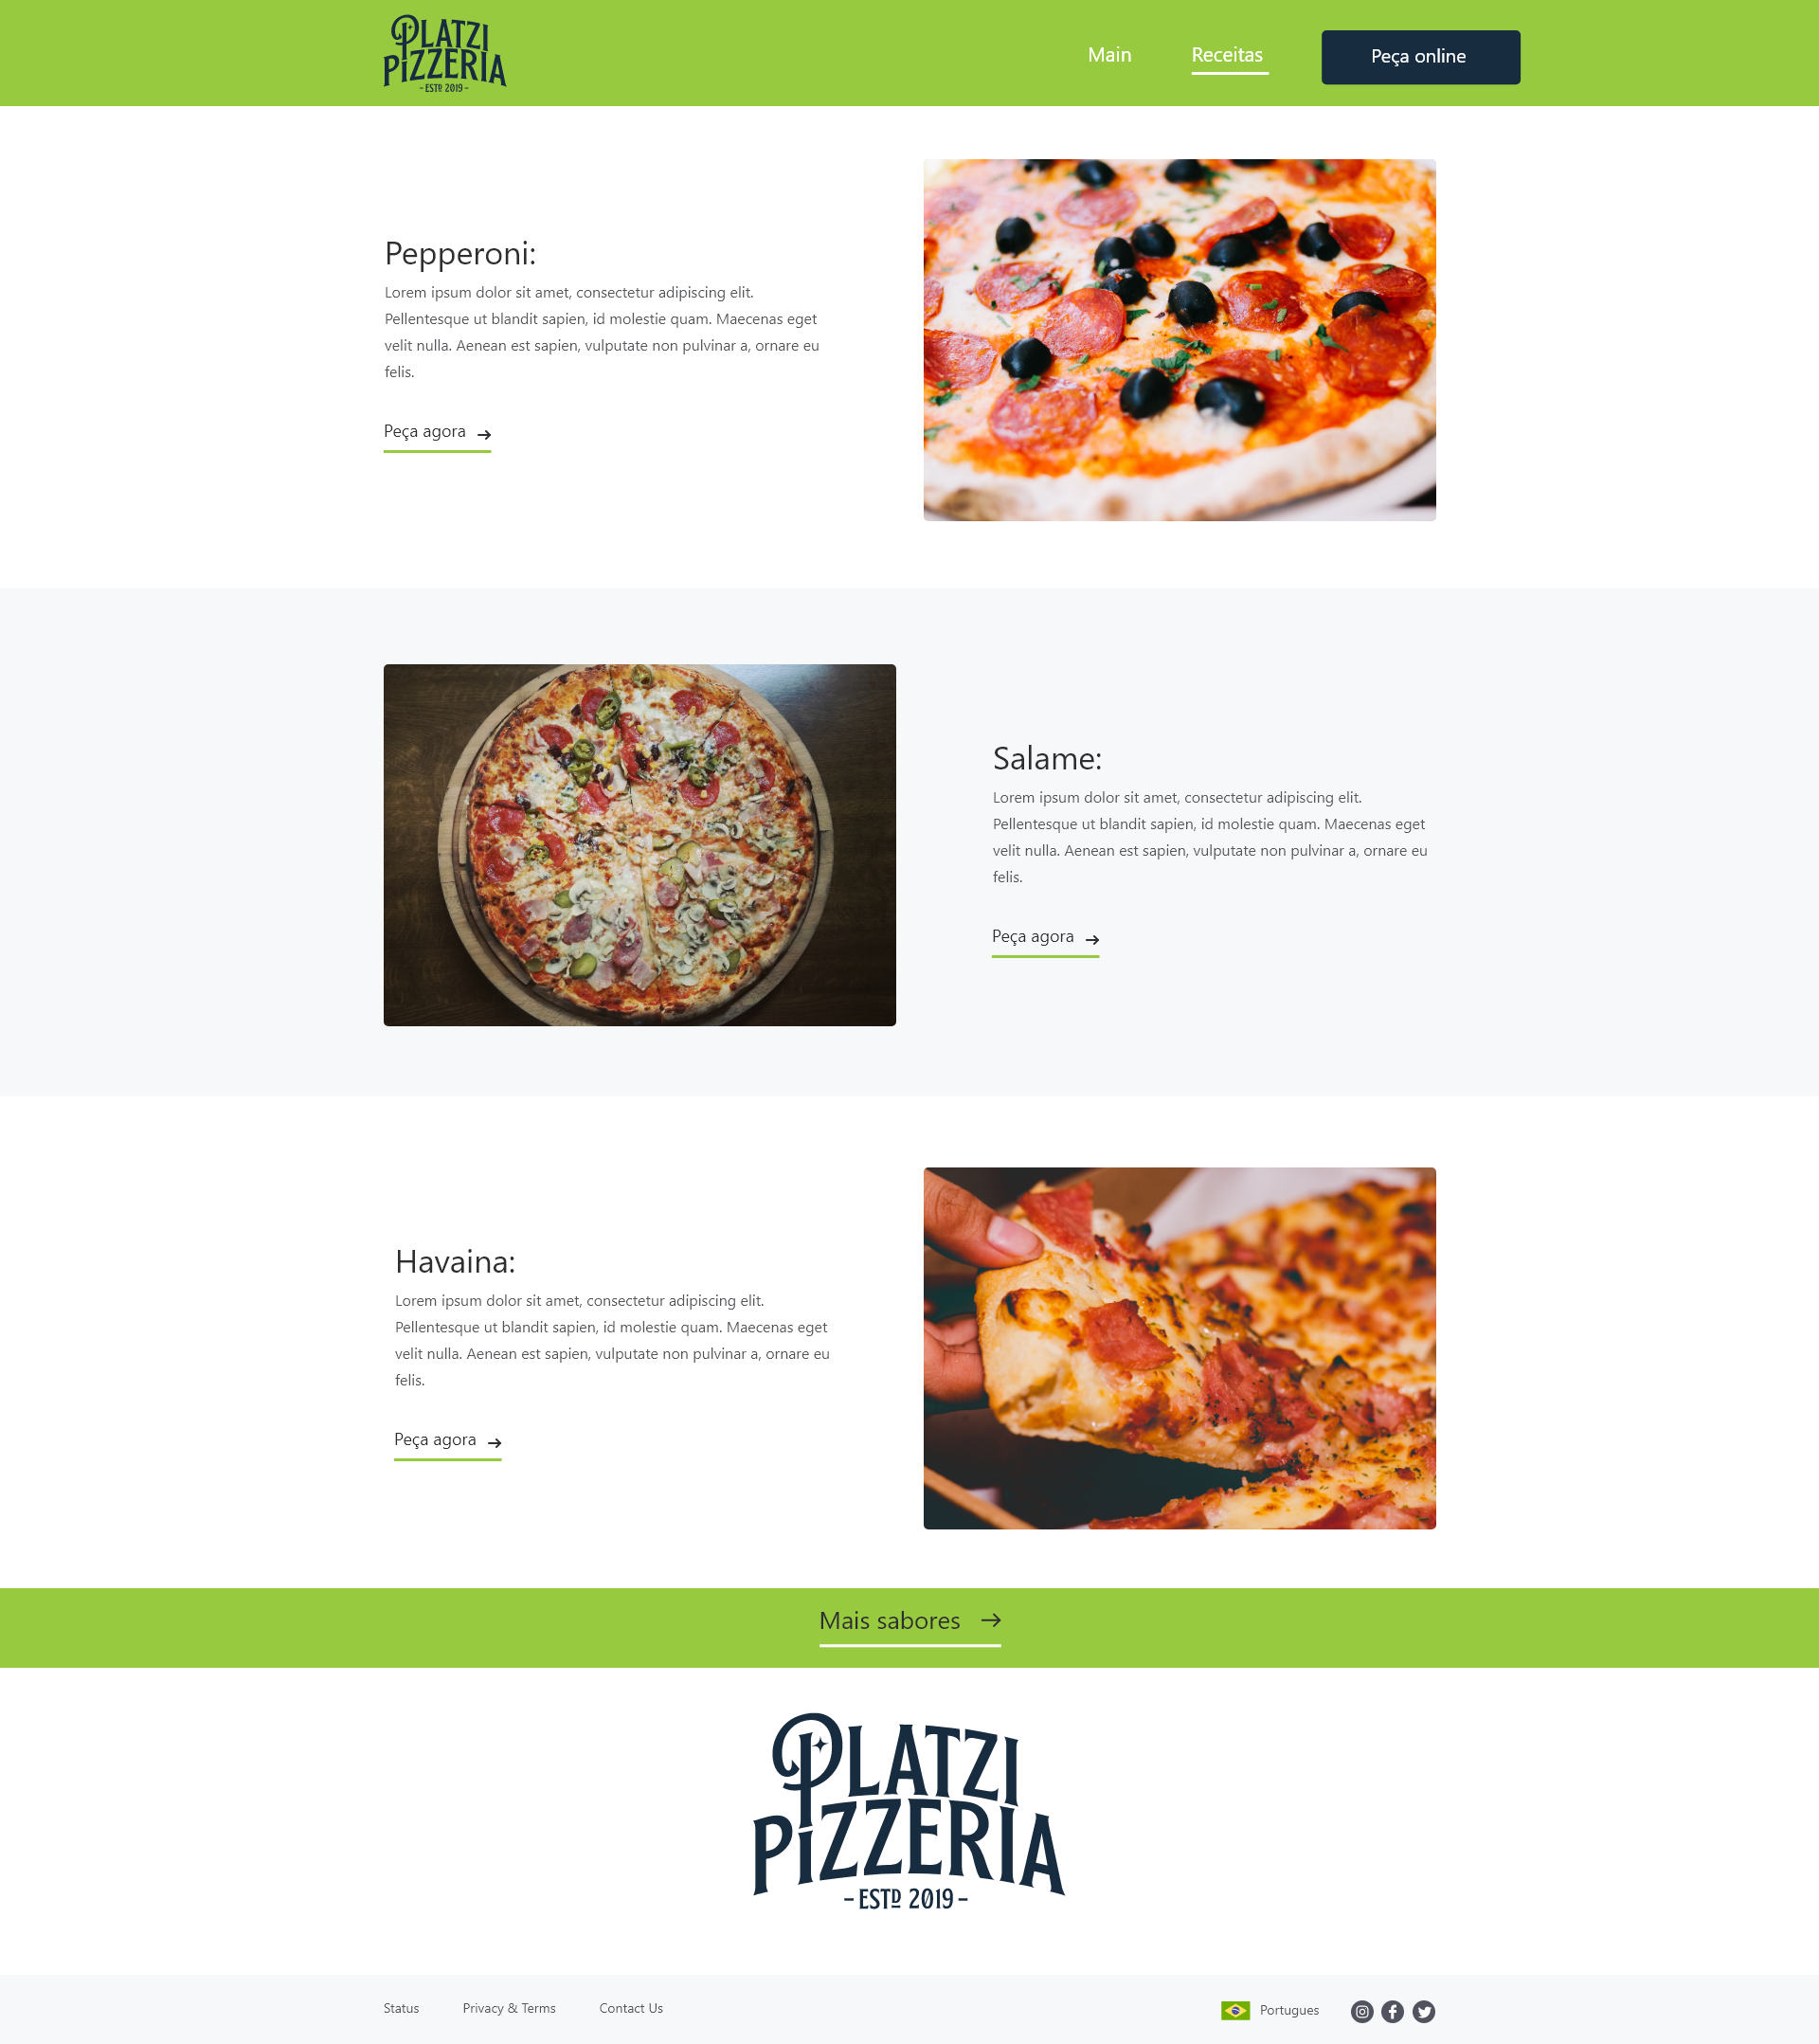 PLATZI
PIZZERIA
- ESTD 2019 -
Main
Receitas
Peça online
Pepperoni:
Lorem ipsum dolor sit amet, consectetur adipiscing elit.
Pellentesque ut blandit sapien, id molestie quam. Maecenas eget
velit nulla. Aenean est sapien, vulputate non pulvinar a, ornare eu
felis.
Peça agora
Salame:
Lorem ipsum dolor sit amet, consectetur adipiscing elit.
Pellentesque ut blandit sapien, id molestie quam. Maecenas eget
velit nulla. Aenean est sapien, vulputate non pulvinar a, ornare eu
felis.
Peça agora
Havaina:
Lorem ipsum dolor sit amet, consectetur adipiscing elit.
Pellentesque ut blandit sapien, id molestie quam. Maecenas eget
velit nulla. Aenean est sapien, vulputate non pulvinar a, ornare eu
felis.
Peça agora
Mais sabores
PLATZI
PIZZERIA
- ESTD 2019 -
Status
Privacy & Terms
Contact Us
Portugues